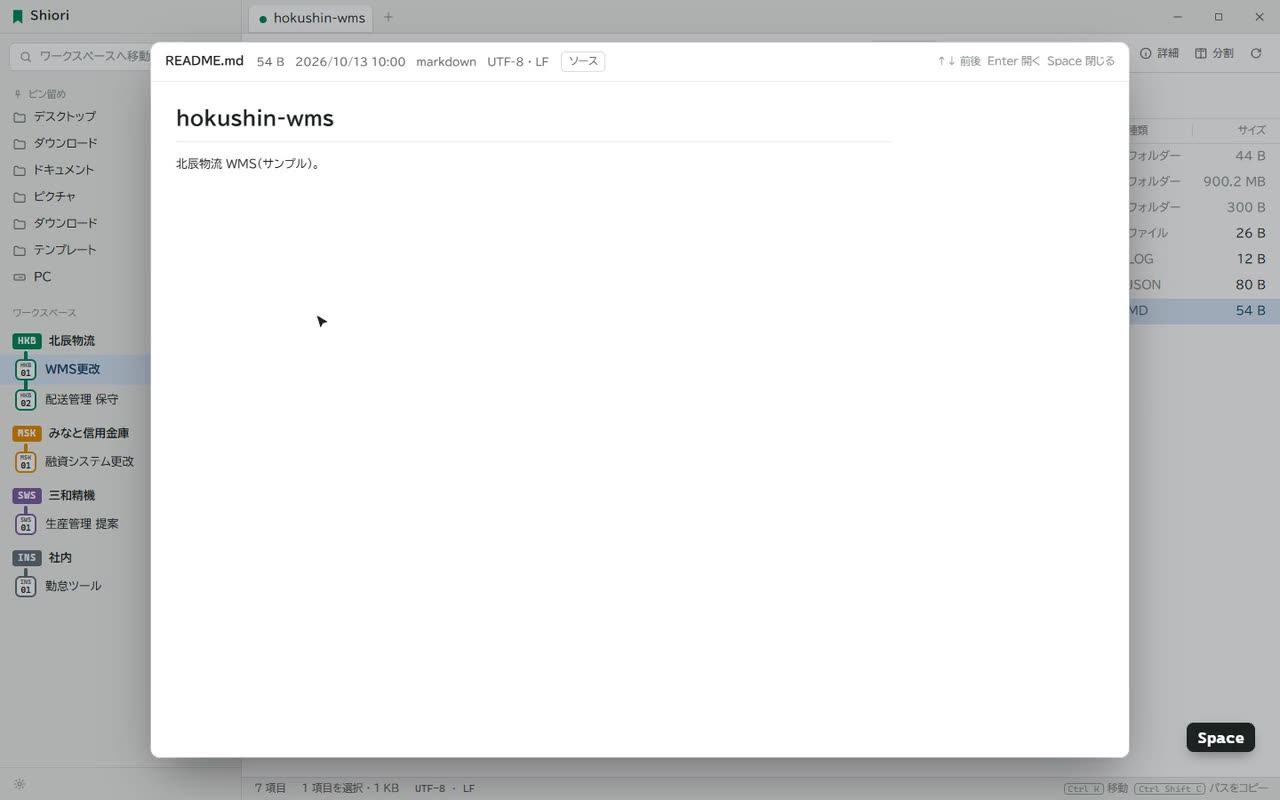 Shiori
hokushin-wms
ワークスペースへ移動
README.md 54 B 2026/10/13 10:00 markdown UTF-8・LF ソース
↑↓ 前後 Enter 開く Space 閉じる
詳細 分割
ピン留め
デスクトップ
ダウンロード
ドキュメント
ピクチャ
ダウンロード
テンプレート
PC
ワークスペース
HKB 北辰物流
HKB 01 WMS更改
HKB 02 配送管理 保守
MSK みなと信用金庫
MSK 01 融資システム更改
SWS 三和精機
SWS 01 生産管理 提案
INS 社内
INS 01 勤怠ツール
hokushin-wms
北辰物流 WMS(サンプル)。
種類 サイズ
フォルダー 44 B
フォルダー 900.2 MB
フォルダー 300 B
ファイル 26 B
LOG 12 B
JSON 80 B
MD 54 B
Space
7 項目 1 項目を選択・1 KB UTF-8 · LF
Ctrl K 移動 Ctrl Shift C パスをコピー